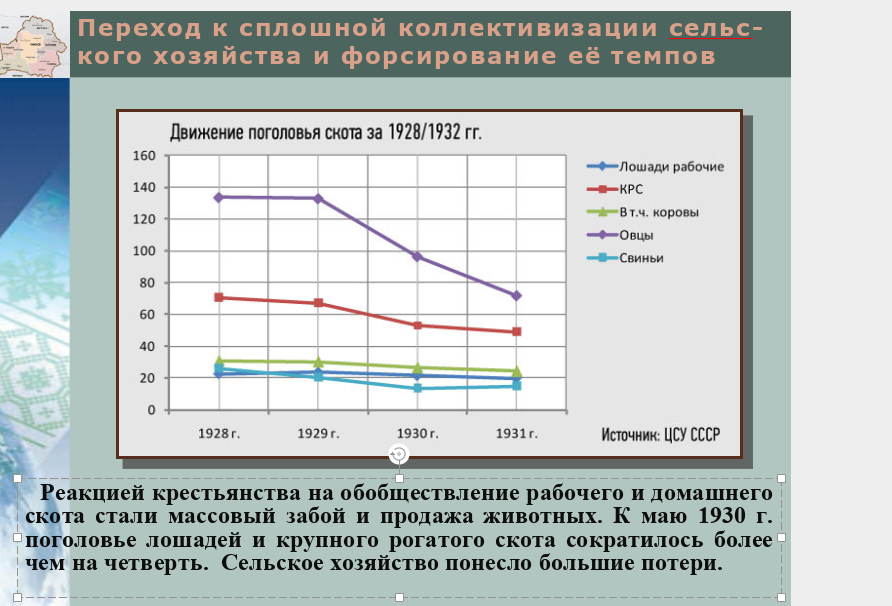 Переход к сплошной коллективизации сельс-
кого хозяйства и форсирование её темпов
Движение поголовья скота за 1928/1932 гг.
160
140
120
100
80
60
40
20
0
1928 г.
1929 г.
1930 г.
1931 г.
Лошади рабочие
КРС
В т.ч. коровы
Овцы
Свиньи
Источник: ЦСУ СССР
Реакцией крестьянства на обобществление рабочего и домашнего
скота стали массовый забой и продажа животных. К маю 1930 г.
поголовье лошадей и крупного рогатого скота сократилось более
чем на четверть. Сельское хозяйство понесло большие потери.